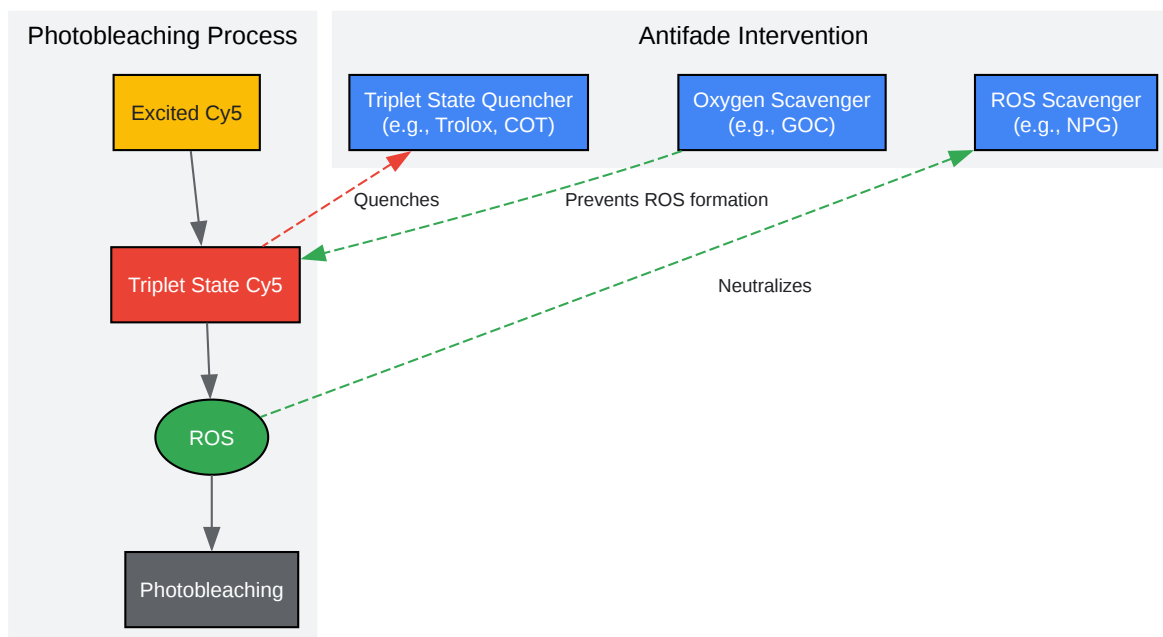 Photobleaching Process
Antifade Intervention
Excited Cy5
Triplet State Quencher
(e.g., Trolox, COT)
Oxygen Scavenger
(e.g., GOC)
ROS Scavenger
(e.g., NPG)
Quenches
Prevents ROS formation
Triplet State Cy5
Neutralizes
ROS
Photobleaching